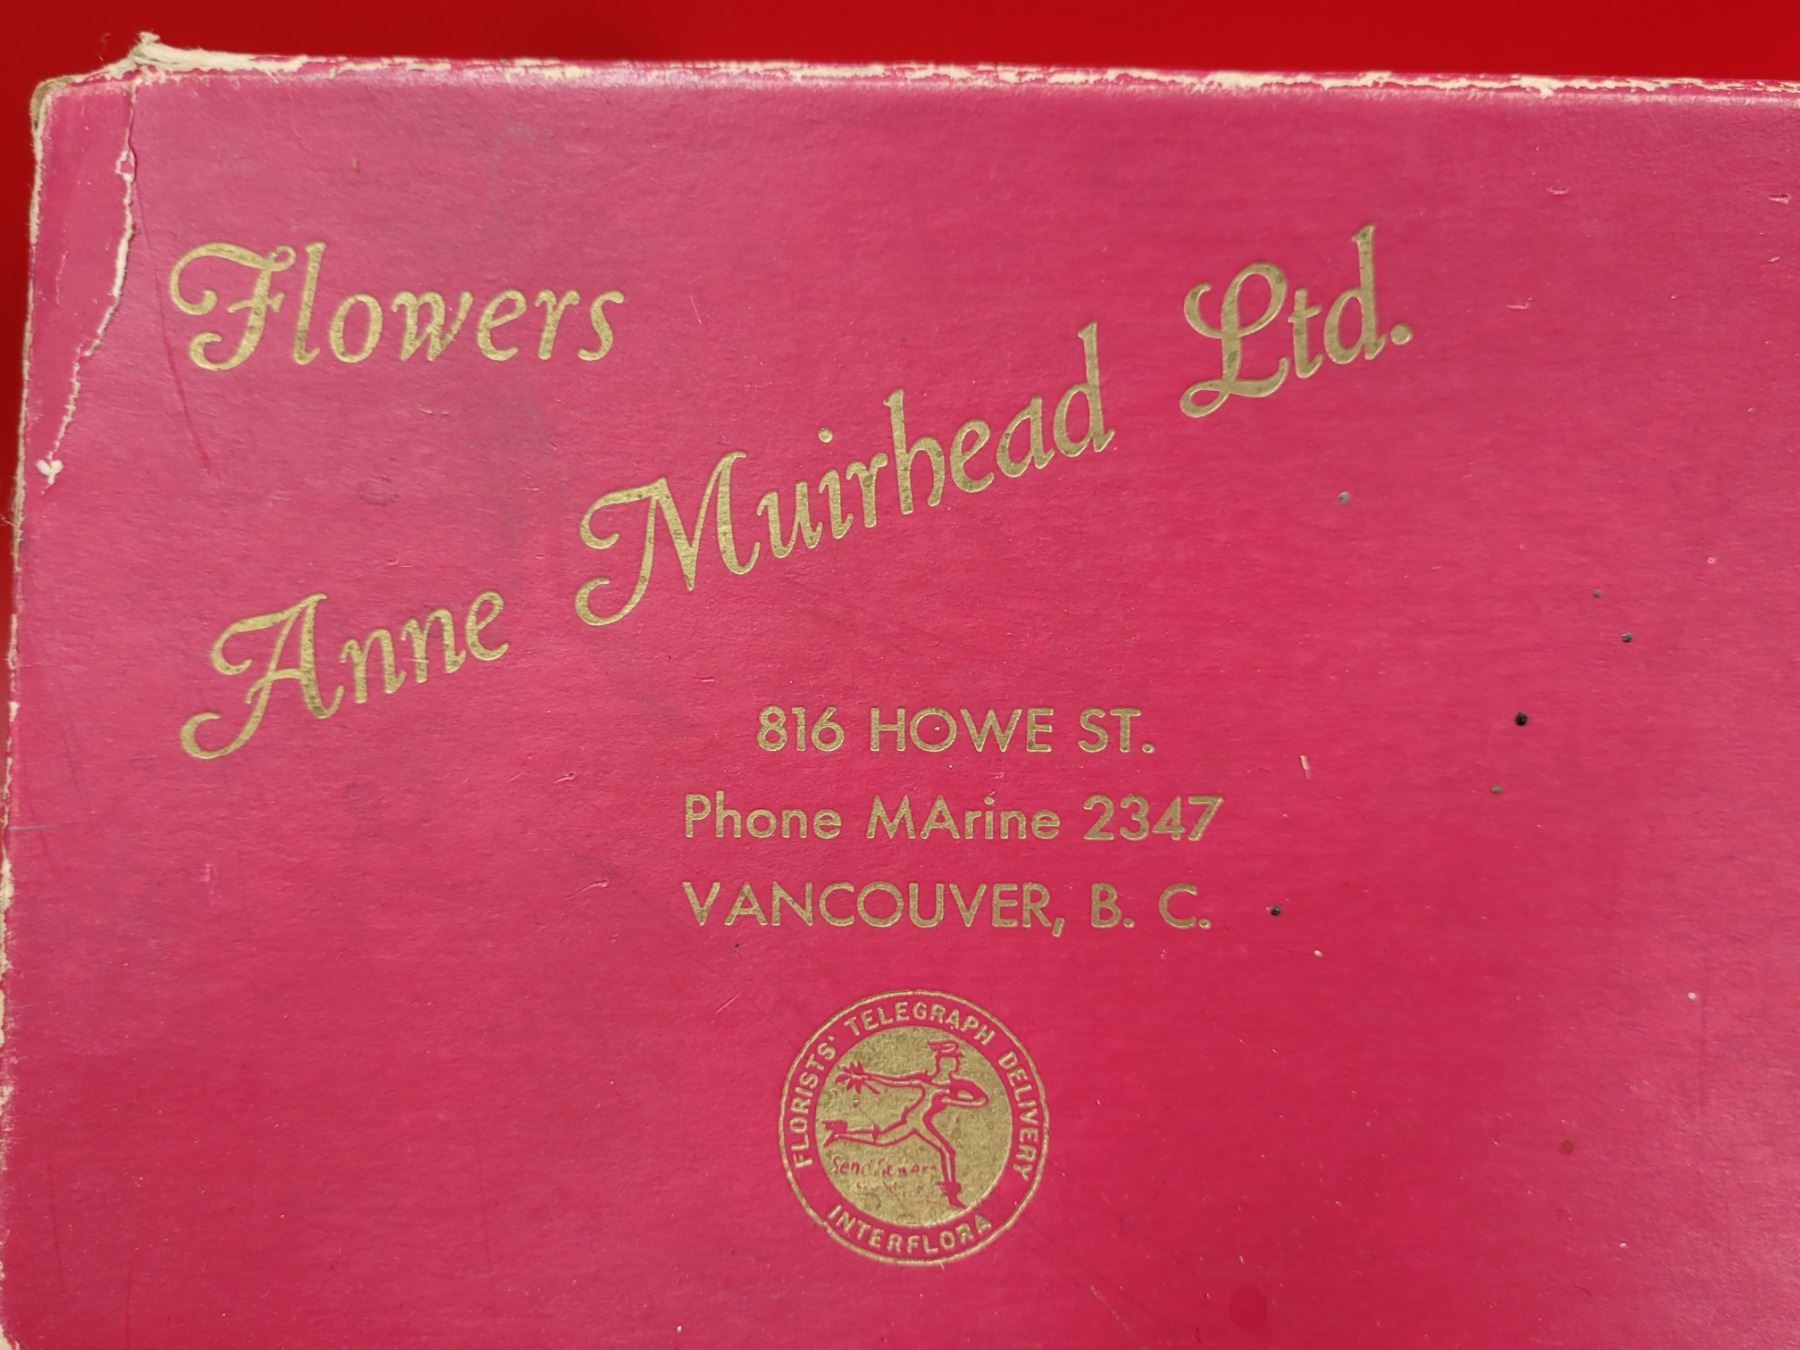 Flowers
Anne Muirhead Ltd.
816 HOWE ST.
Phone MArine 2347
VANCOUVER, B. C.
FLORISTS' TELEGRAPH DELIVERY
INTERFLORA